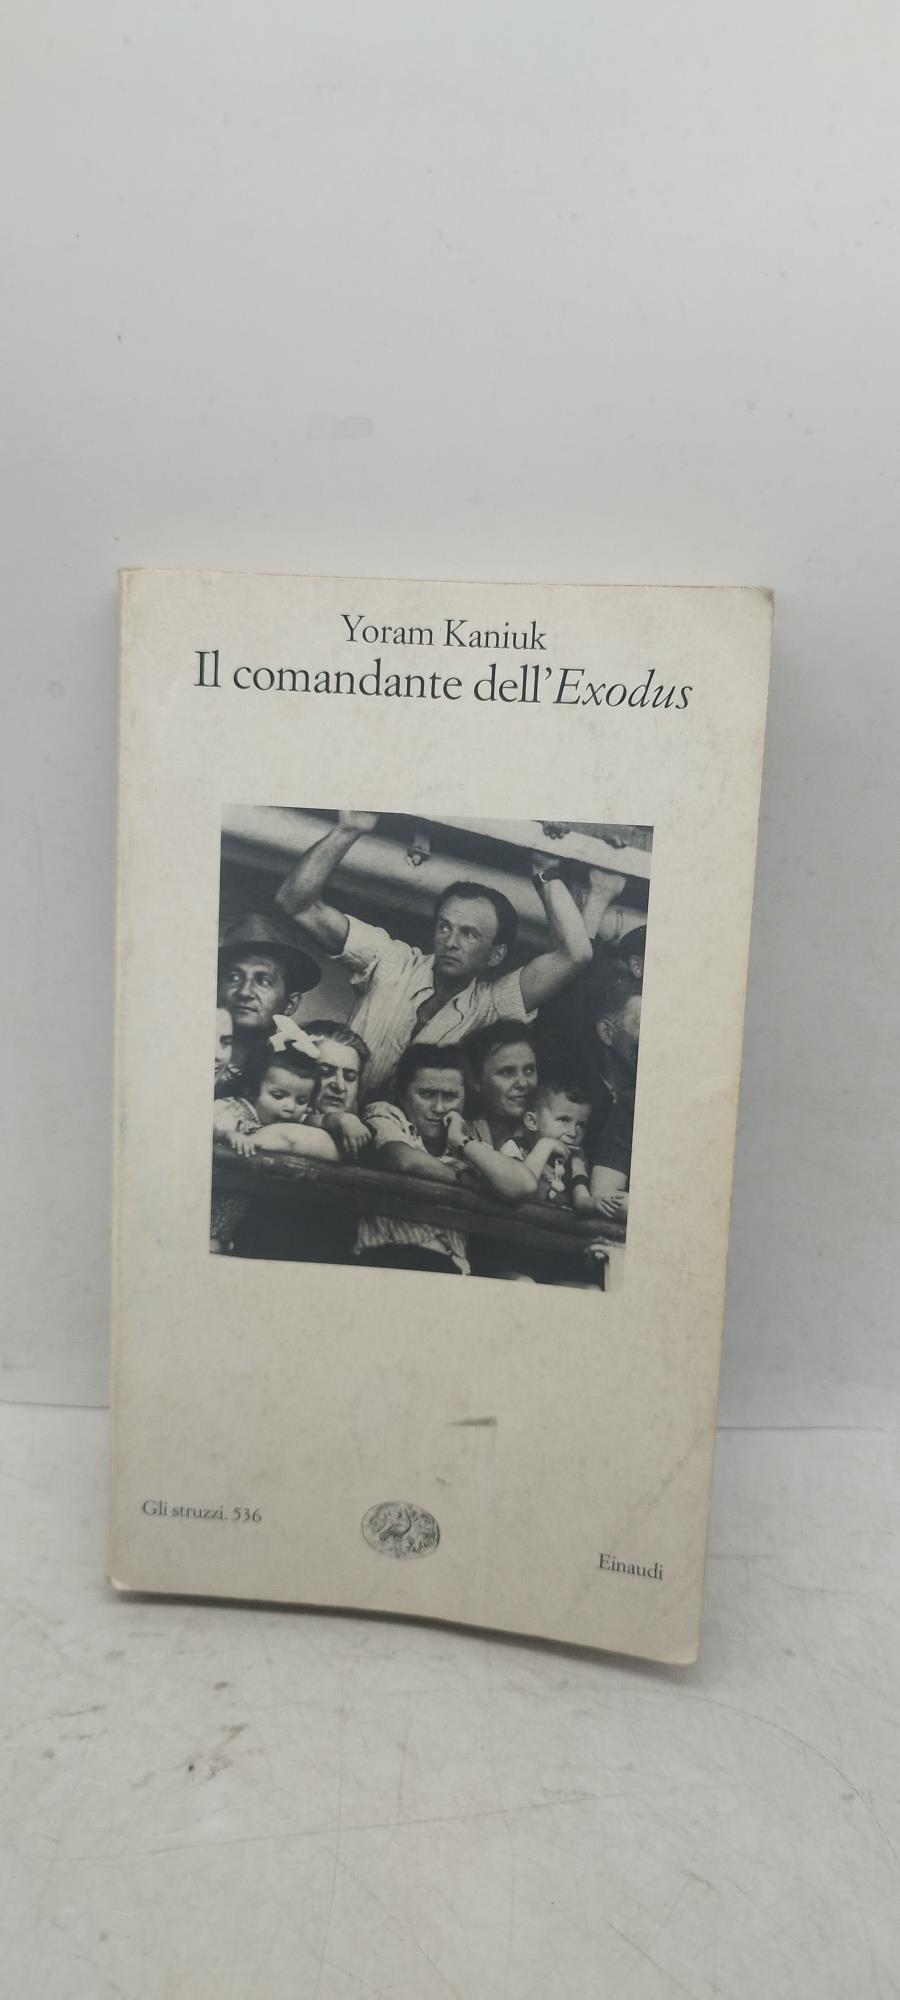 Yoram Kaniuk
Il comandante dell'Exodus
Gli struzzi. 536
Einaudi